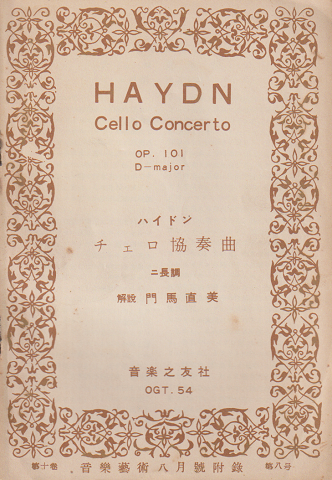 HAYDN
Cello Concerto
OP. 101
D-major
ハイドン
チェロ協奏曲
ニ長調
解説 門馬直美
音楽之友社
OGT. 54
第十巻 音樂藝術八月號附錄 第八号